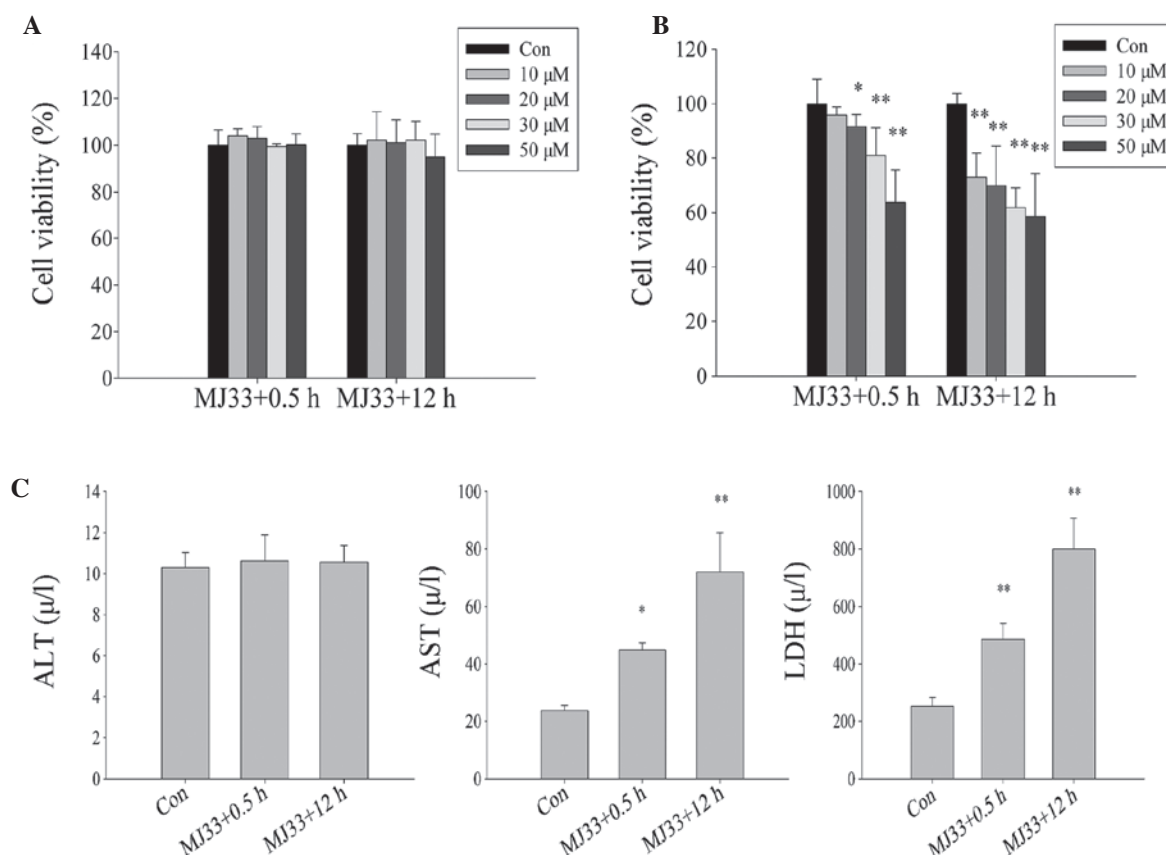 A
Cell viability (%)
140
120
100
80
60
40
20
0
Con
10 μM
20 μM
30 μM
50 μM
MJ33+0.5 h
MJ33+12 h
B
Cell viability (%)
120
100
80
60
40
20
0
Con
10 μM
20 μM
30 μM
50 μM
*
**
**
**
**
**
**
MJ33+0.5 h
MJ33+12 h
C
ALT (μ/l)
14
12
10
8
6
4
2
0
Con
MJ33+0.5 h
MJ33+12 h
AST (μ/l)
100
80
60
40
20
0
*
**
Con
MJ33+0.5 h
MJ33+12 h
LDH (μ/l)
1000
800
600
400
200
0
**
**
Con
MJ33+0.5 h
MJ33+12 h